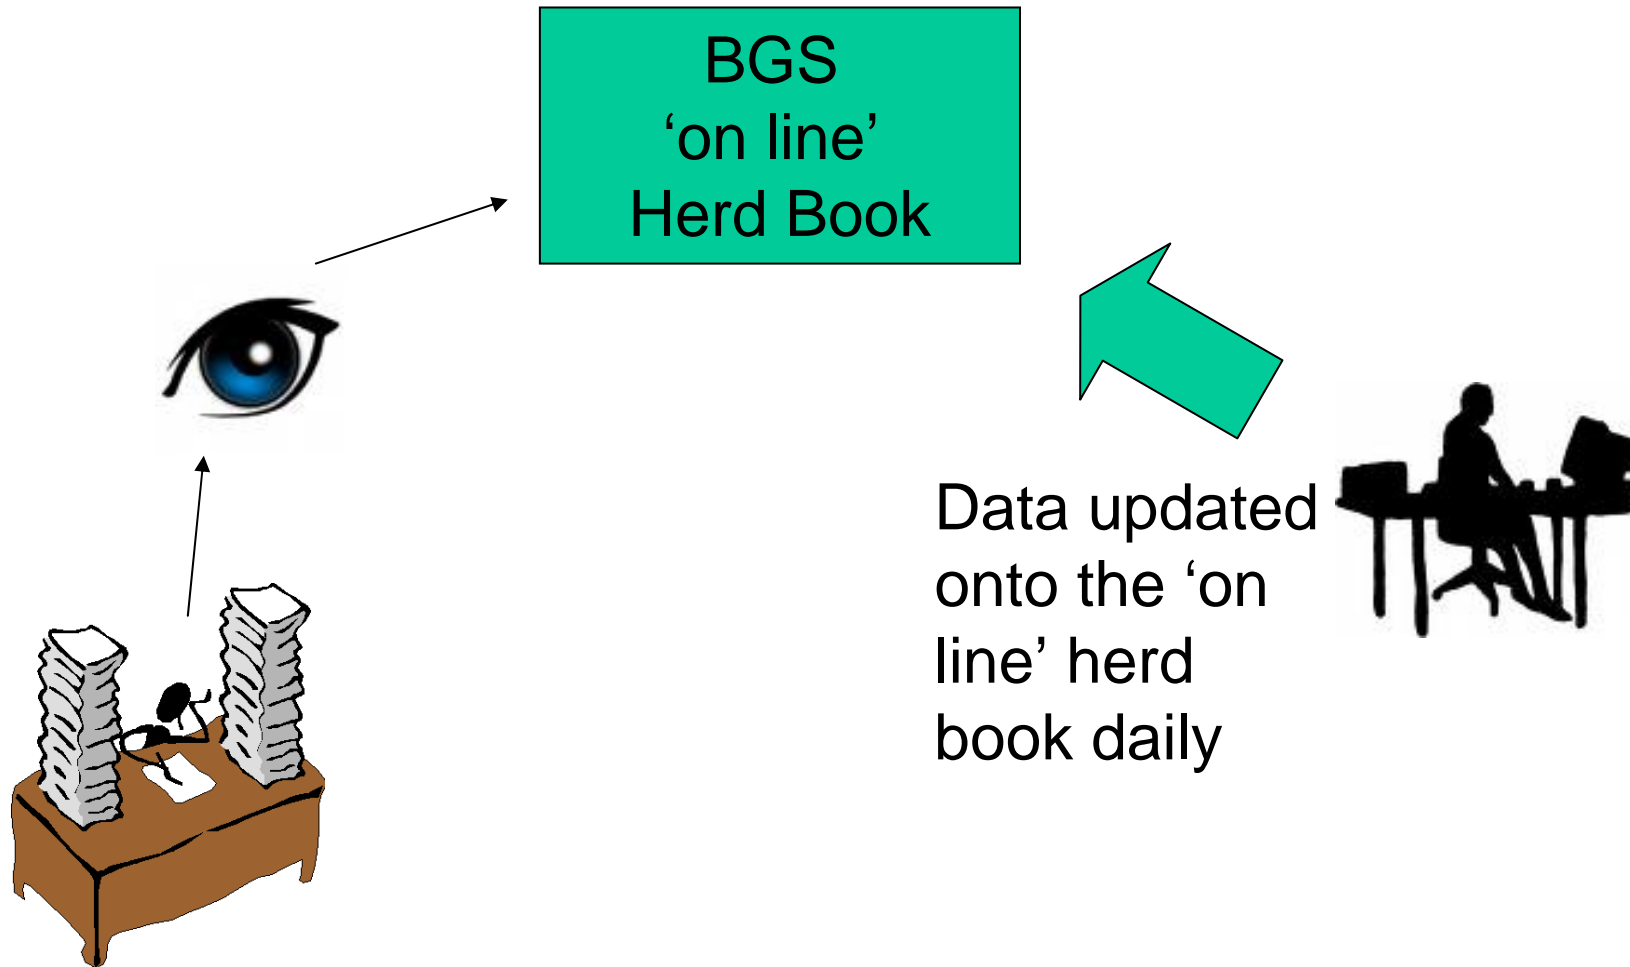 BGS
‘on line’
Herd Book
Data updated
onto the ‘on
line’ herd
book daily